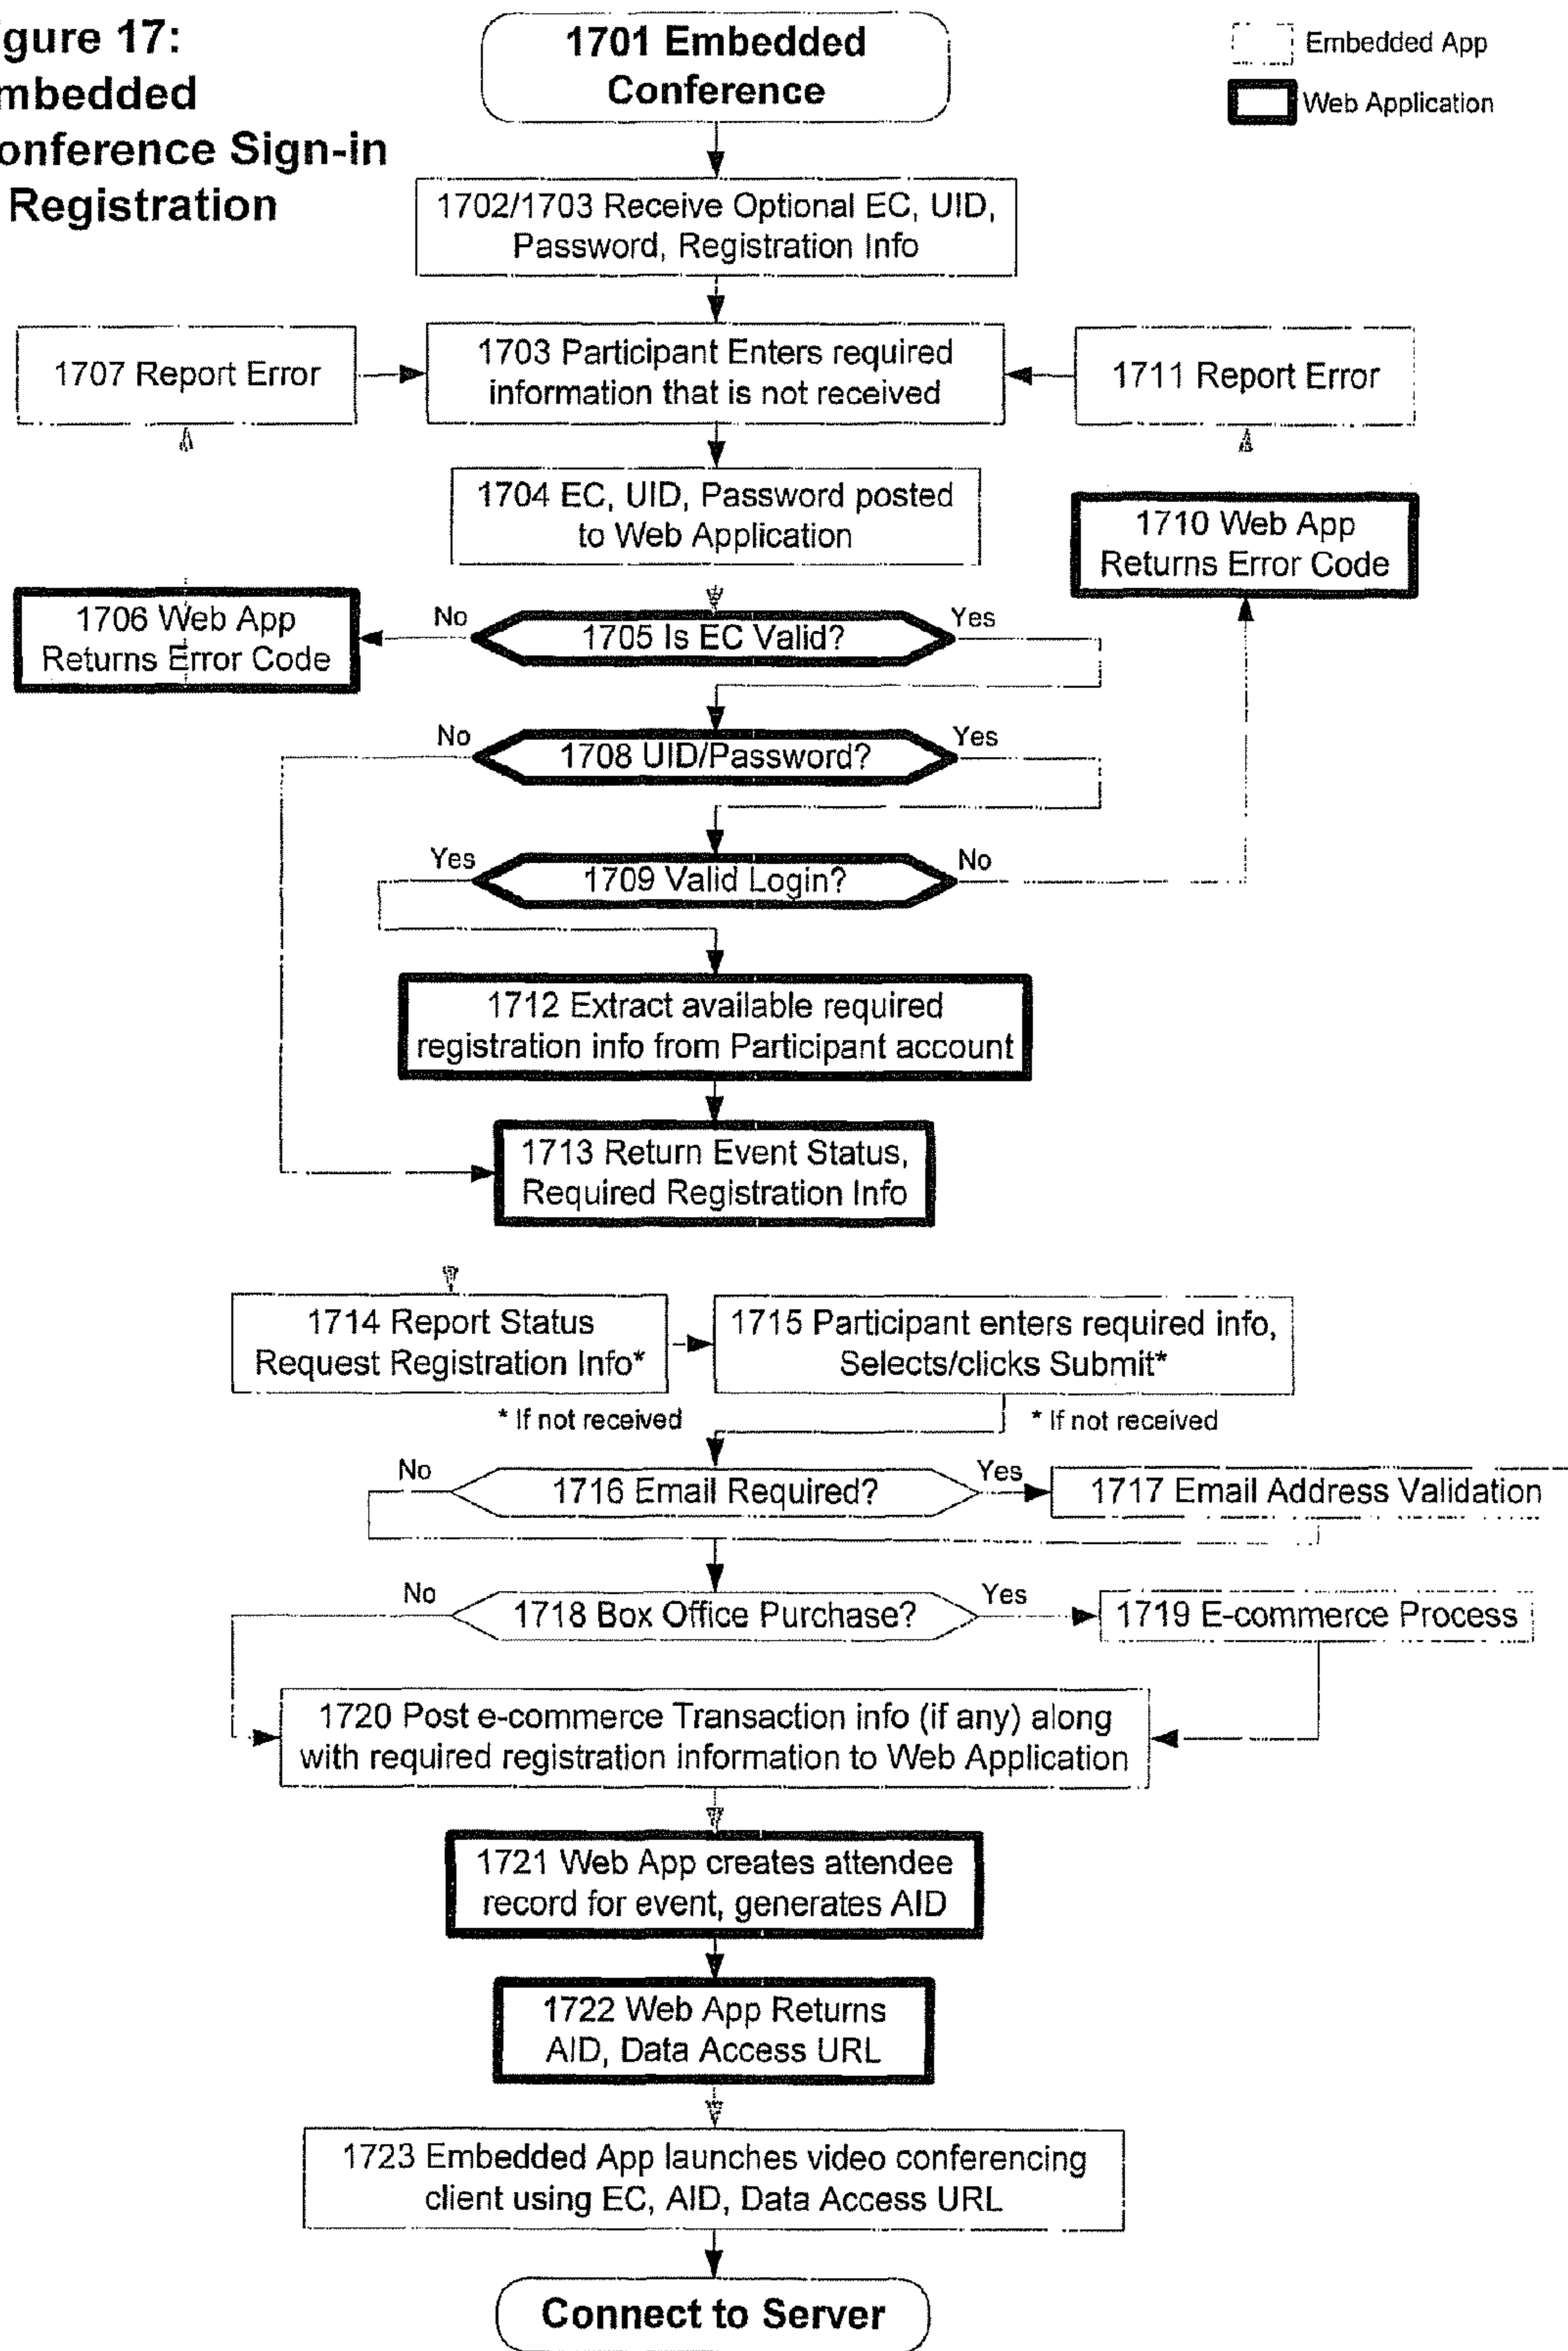 gure 17:
mbedded
onference Sign-in
Registration
Embedded App
Web Application
1701 Embedded
Conference
1702/1703 Receive Optional EC, UID,
Password, Registration Info
1707 Report Error
1703 Participant Enters required
information that is not received
1711 Report Error
1704 EC, UID, Password posted
to Web Application
1710 Web App
Returns Error Code
1706 Web App
Returns Error Code
No
1705 Is EC Valid?
Yes
No
1708 UID/Password?
Yes
Yes
1709 Valid Login?
No
1712 Extract available required
registration info from Participant account
1713 Return Event Status,
Required Registration Info
1714 Report Status
Request Registration Info*
1715 Participant enters required info,
Selects/clicks Submit*
* If not received
* If not received
No
1716 Email Required?
Yes
1717 Email Address Validation
No
1718 Box Office Purchase?
Yes
1719 E-commerce Process
1720 Post e-commerce Transaction info (if any) along
with required registration information to Web Application
1721 Web App creates attendee
record for event, generates AID
1722 Web App Returns
AID, Data Access URL
1723 Embedded App launches video conferencing
client using EC, AID, Data Access URL
Connect to Server